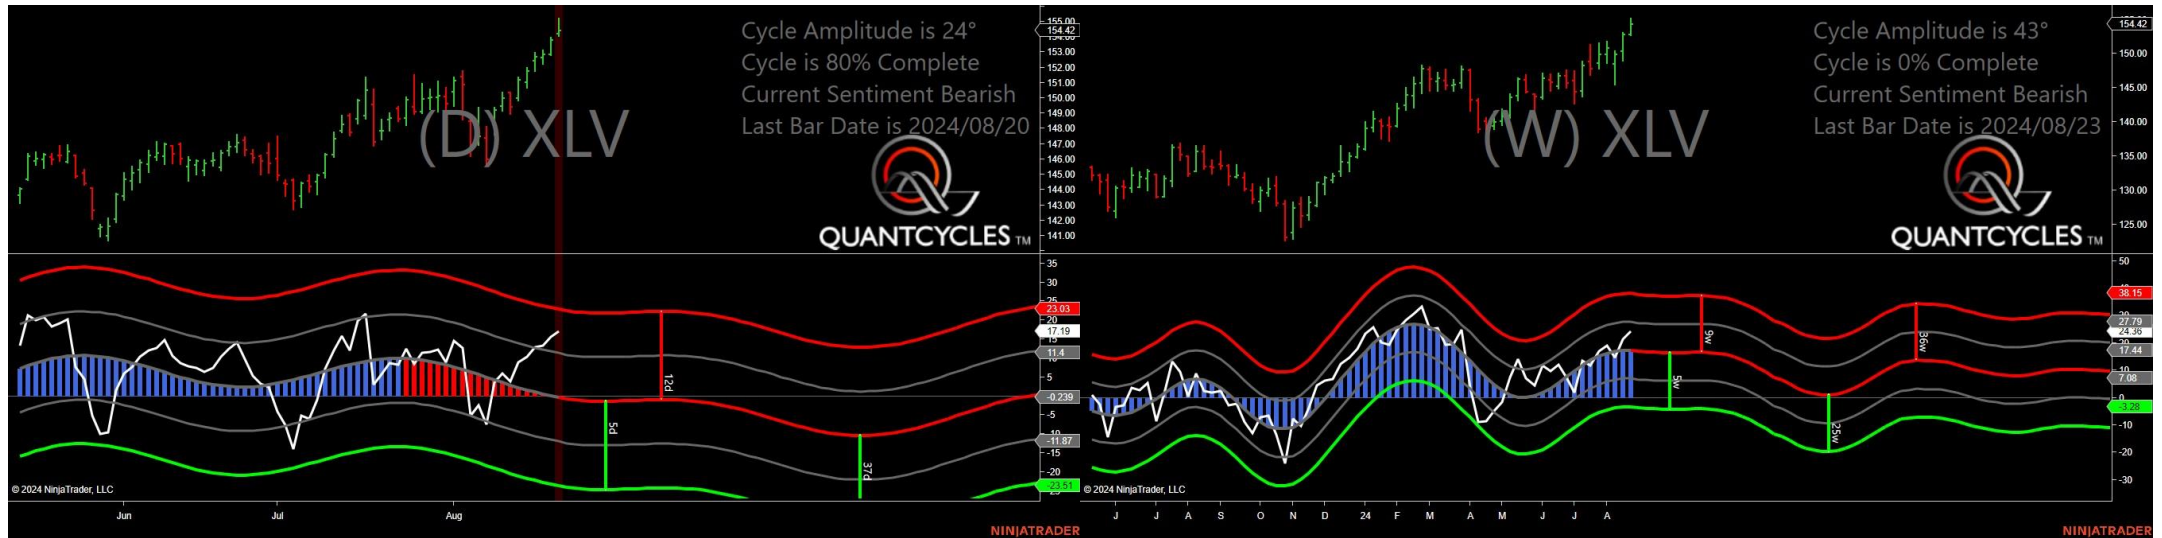 Cycle Amplitude is 24°
Cycle is 80% Complete
Current Sentiment Bearish
Last Bar Date is 2024/08/20
(D) XLV
QUANTCYCLES TM
155.00
154.42
153.00
152.00
151.00
150.00
149.00
148.00
147.00
146.00
145.00
144.00
143.00
142.00
141.00
35
30
25
23.03
20
17.19
15
11.4
5
-0.239
-5
-11.87
-15
-20
-23.51
12d
5d
37d
© 2024 NinjaTrader, LLC
Jun
Jul
Aug
NINJATRADER
Cycle Amplitude is 43°
Cycle is 0% Complete
Current Sentiment Bearish
Last Bar Date is 2024/08/23
(W) XLV
QUANTCYCLES TM
154.42
150.00
145.00
140.00
135.00
130.00
125.00
50
40
38.15
27.79
24.36
17.44
10
7.08
0
-3.28
-10
-20
-30
9w
5w
25w
36w
© 2024 NinjaTrader, LLC
J J A S O N D 24 F M A M J J A
NINJATRADER